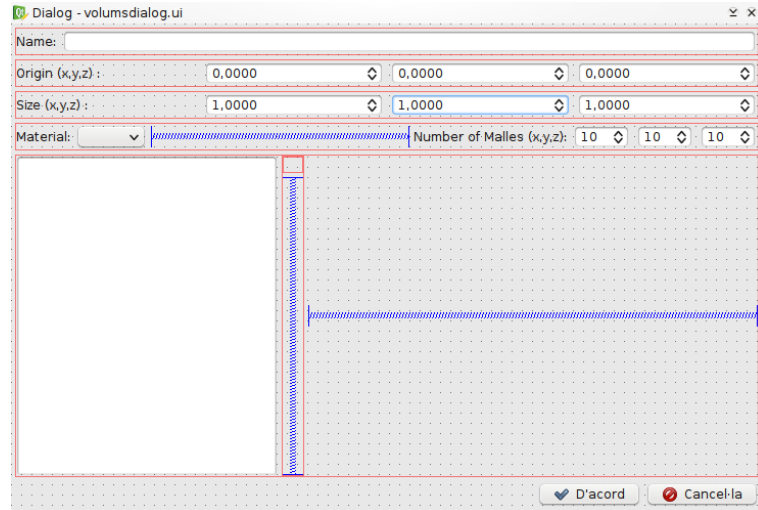 Dialog - volumsdialog.ui
Name:
Origin (x,y,z) : 0,0000 0,0000 0,0000
Size (x,y,z) : 1,0000 1,0000 1,0000
Material: Number of Malles (x,y,z): 10 10 10
D'acord Cancel·la